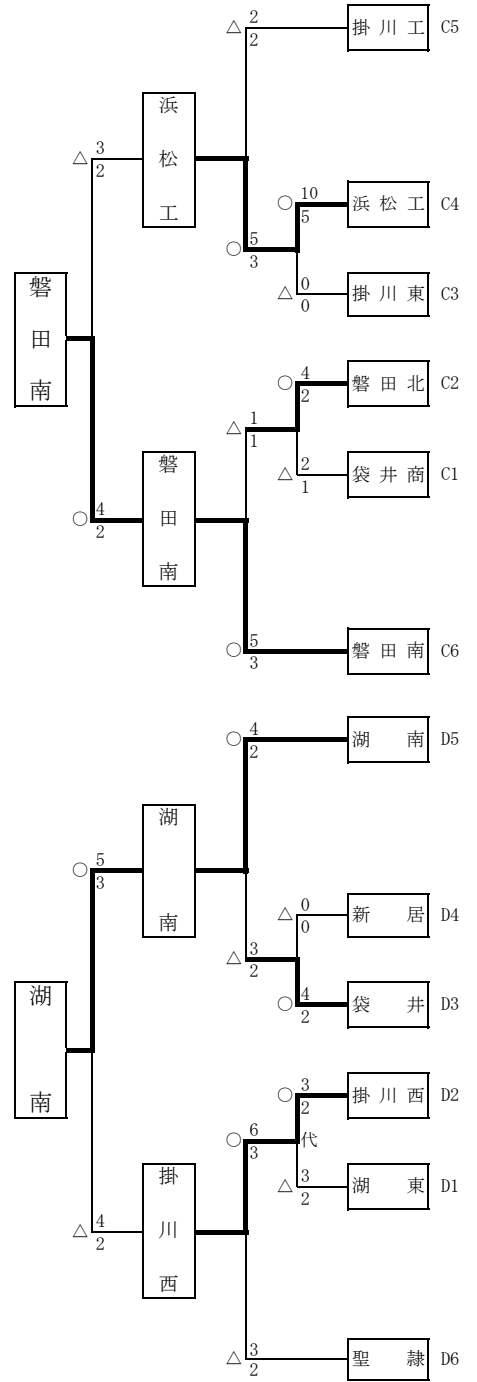 △ 2
2
掛川工 C5
浜松工
△ 3
2
○ 10
5
浜松工 C4
○ 5
3
△ 0
0
掛川東 C3
磐田南
○ 4
2
磐田北 C2
△ 1
1
磐田南
△ 2
1
袋井商 C1
○ 4
2
○ 5
3
磐田南 C6
○ 4
2
湖南 D5
湖南
○ 5
3
△ 0
0
新居 D4
△ 3
2
○ 4
2
袋井 D3
湖南
○ 3
2
掛川西 D2
○ 6
3
代
掛川西
△ 3
2
湖東 D1
△ 4
2
△ 3
2
聖隷 D6